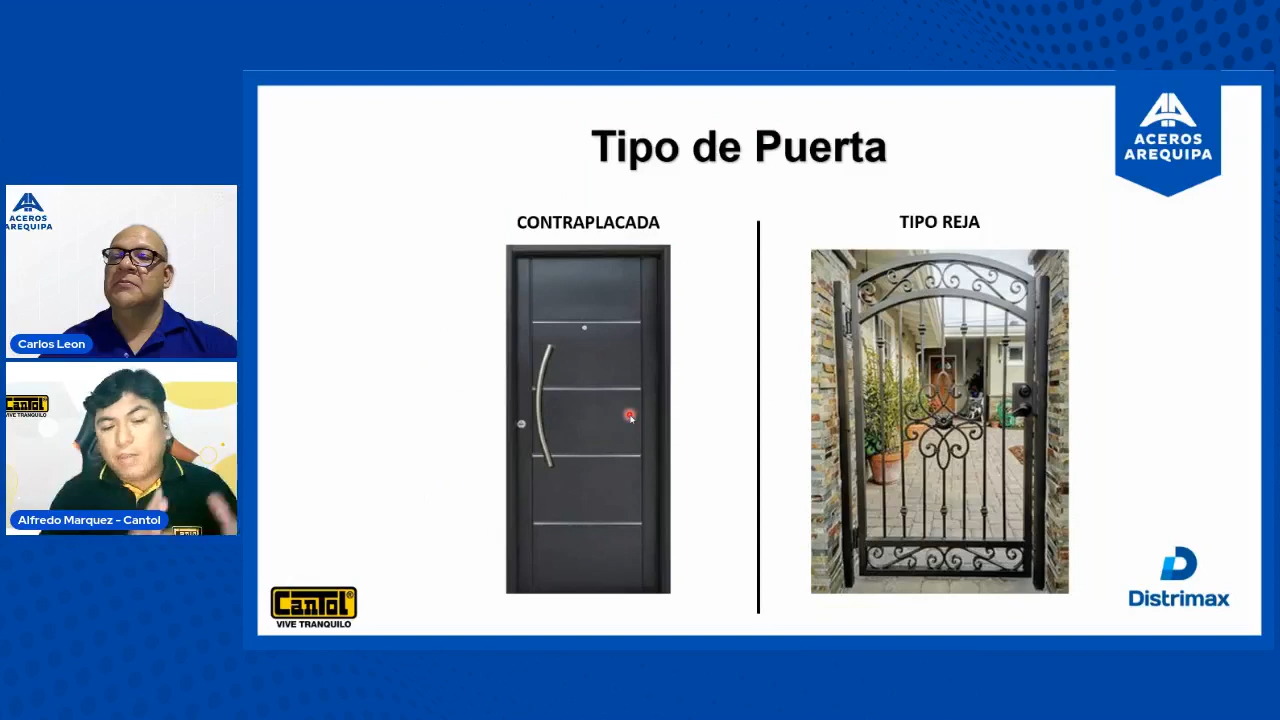 Tipo de Puerta
ACEROS
AREQUIPA
CONTRAPLACADA
TIPO REJA
ACEROS
AREQUIPA
Carlos Leon
CanTol
VIVE TRANQUILO
Alfredo Marquez - Cantol
CanTol
CanTol®
VIVE TRANQUILO
Distrimax